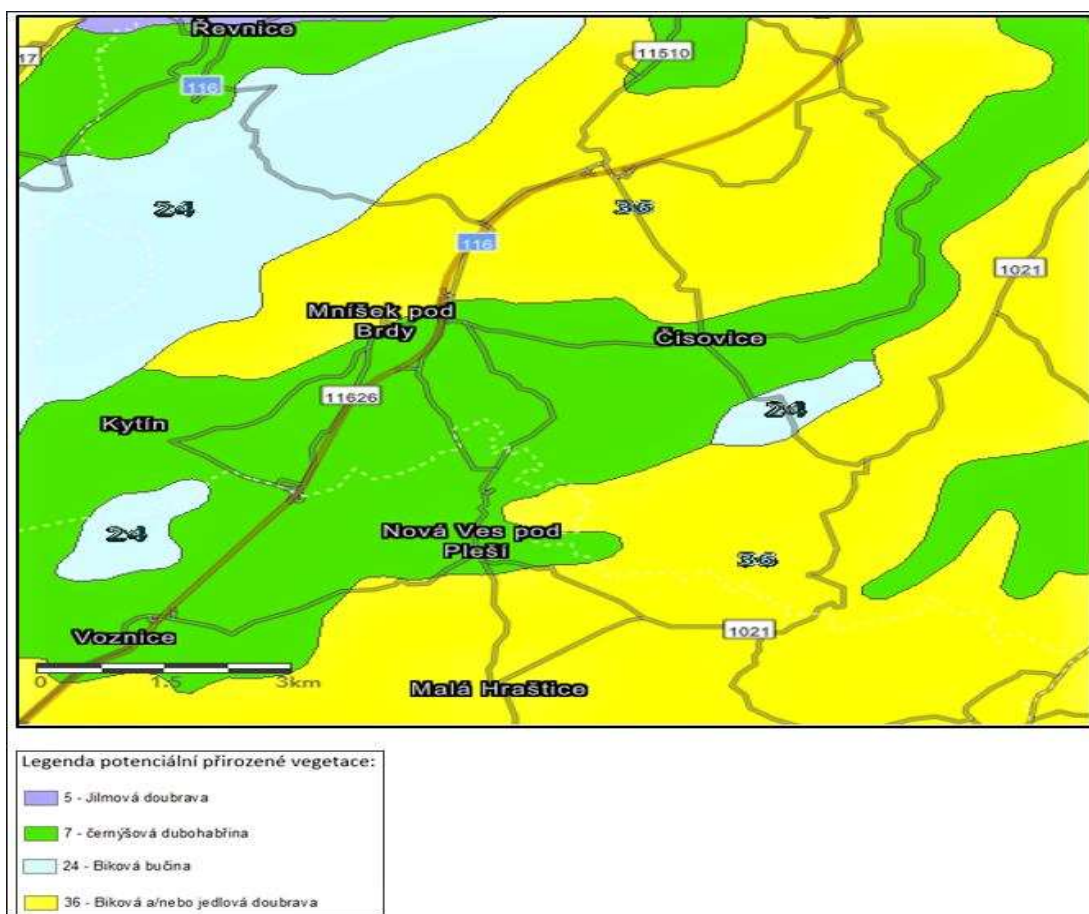 Řevnice
17
11510
116
24
36
116
1021
Mníšek pod
Brdy
Čisovice
11626
24
Kytín
24
Nová Ves pod
Pleší
36
Voznice
1021
0 1.5 3km
Malá Hraštice
Legenda potenciální přirozené vegetace:
5 - Jilmová doubrava
7 - černýšová dubohabřina
24 - Biková bučina
36 - Biková a/nebo jedlová doubrava